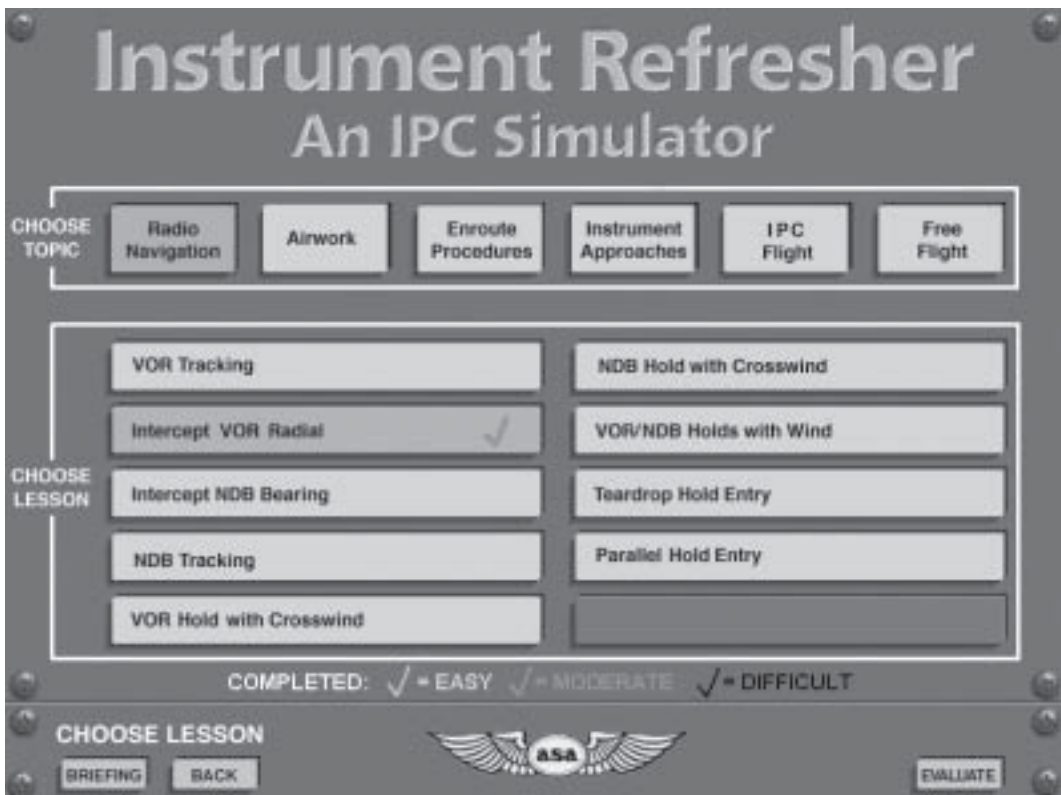 Instrument Refresher
An IPC Simulator
CHOOSE
TOPIC
Radio
Navigation
Airwork
Enroute
Procedures
Instrument
Approaches
IPC
Flight
Free
Flight
CHOOSE
LESSON
VOR Tracking
Intercept VOR Radial
Intercept NDB Bearing
NDB Tracking
VOR Hold with Crosswind
NDB Hold with Crosswind
VOR/NDB Holds with Wind
Teardrop Hold Entry
Parallel Hold Entry
COMPLETED: √ = EASY √ = MODERATE √ = DIFFICULT
CHOOSE LESSON
BRIEFING
BACK
asa
EVALUATE